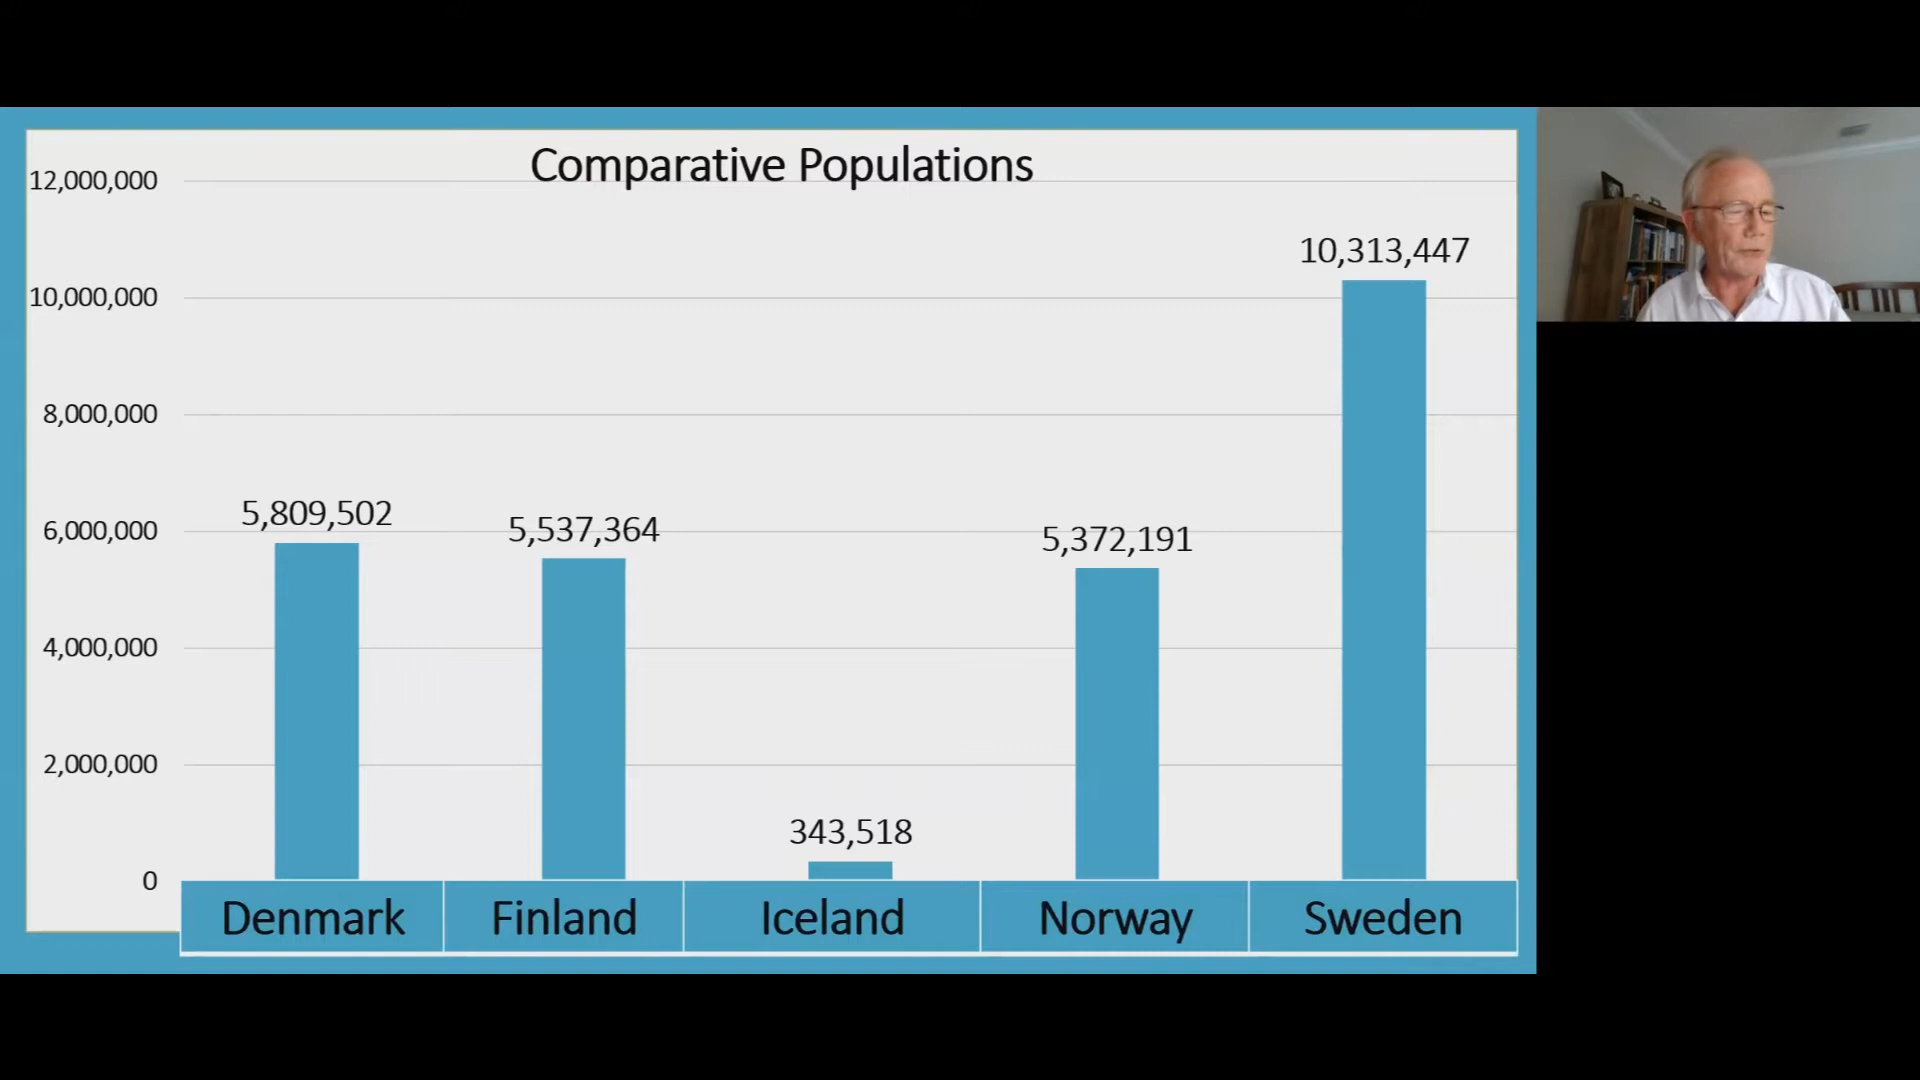 Comparative Populations
12,000,000
10,000,000
8,000,000
6,000,000
4,000,000
2,000,000
0
5,809,502
5,537,364
343,518
5,372,191
10,313,447
Denmark
Finland
Iceland
Norway
Sweden